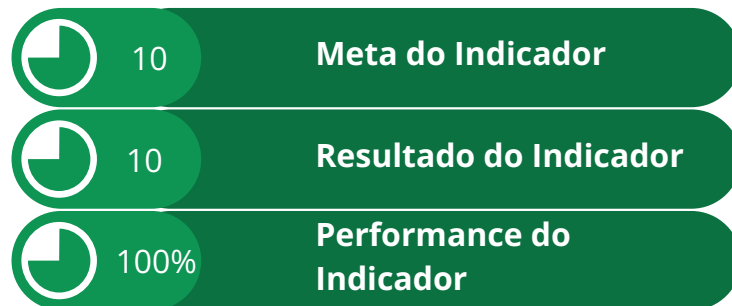 10
Meta do Indicador
10
Resultado do Indicador
100%
Performance do
Indicador